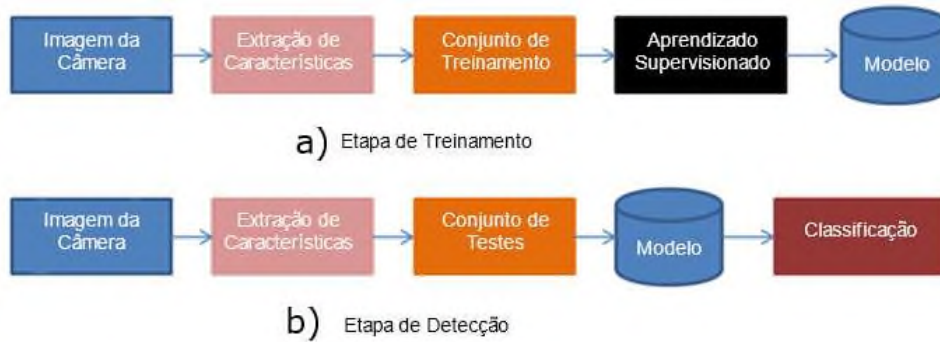 Imagem da
Câmera
Extração de
Características
Conjunto de
Treinamento
Aprendizado
Supervisionado
Modelo
a) Etapa de Treinamento
Imagem da
Câmera
Extração de
Características
Conjunto de
Testes
Modelo
Classificação
b) Etapa de Detecção